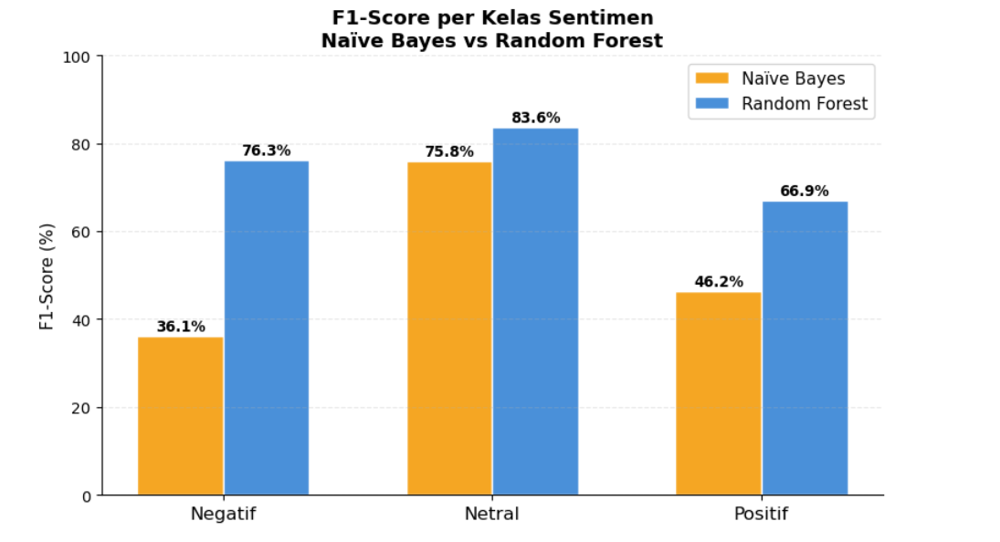 F1-Score per Kelas Sentimen
Naïve Bayes vs Random Forest
Naïve Bayes
Random Forest
F1-Score (%)
100
80
60
40
20
0
36.1%
76.3%
75.8%
83.6%
46.2%
66.9%
Negatif
Netral
Positif